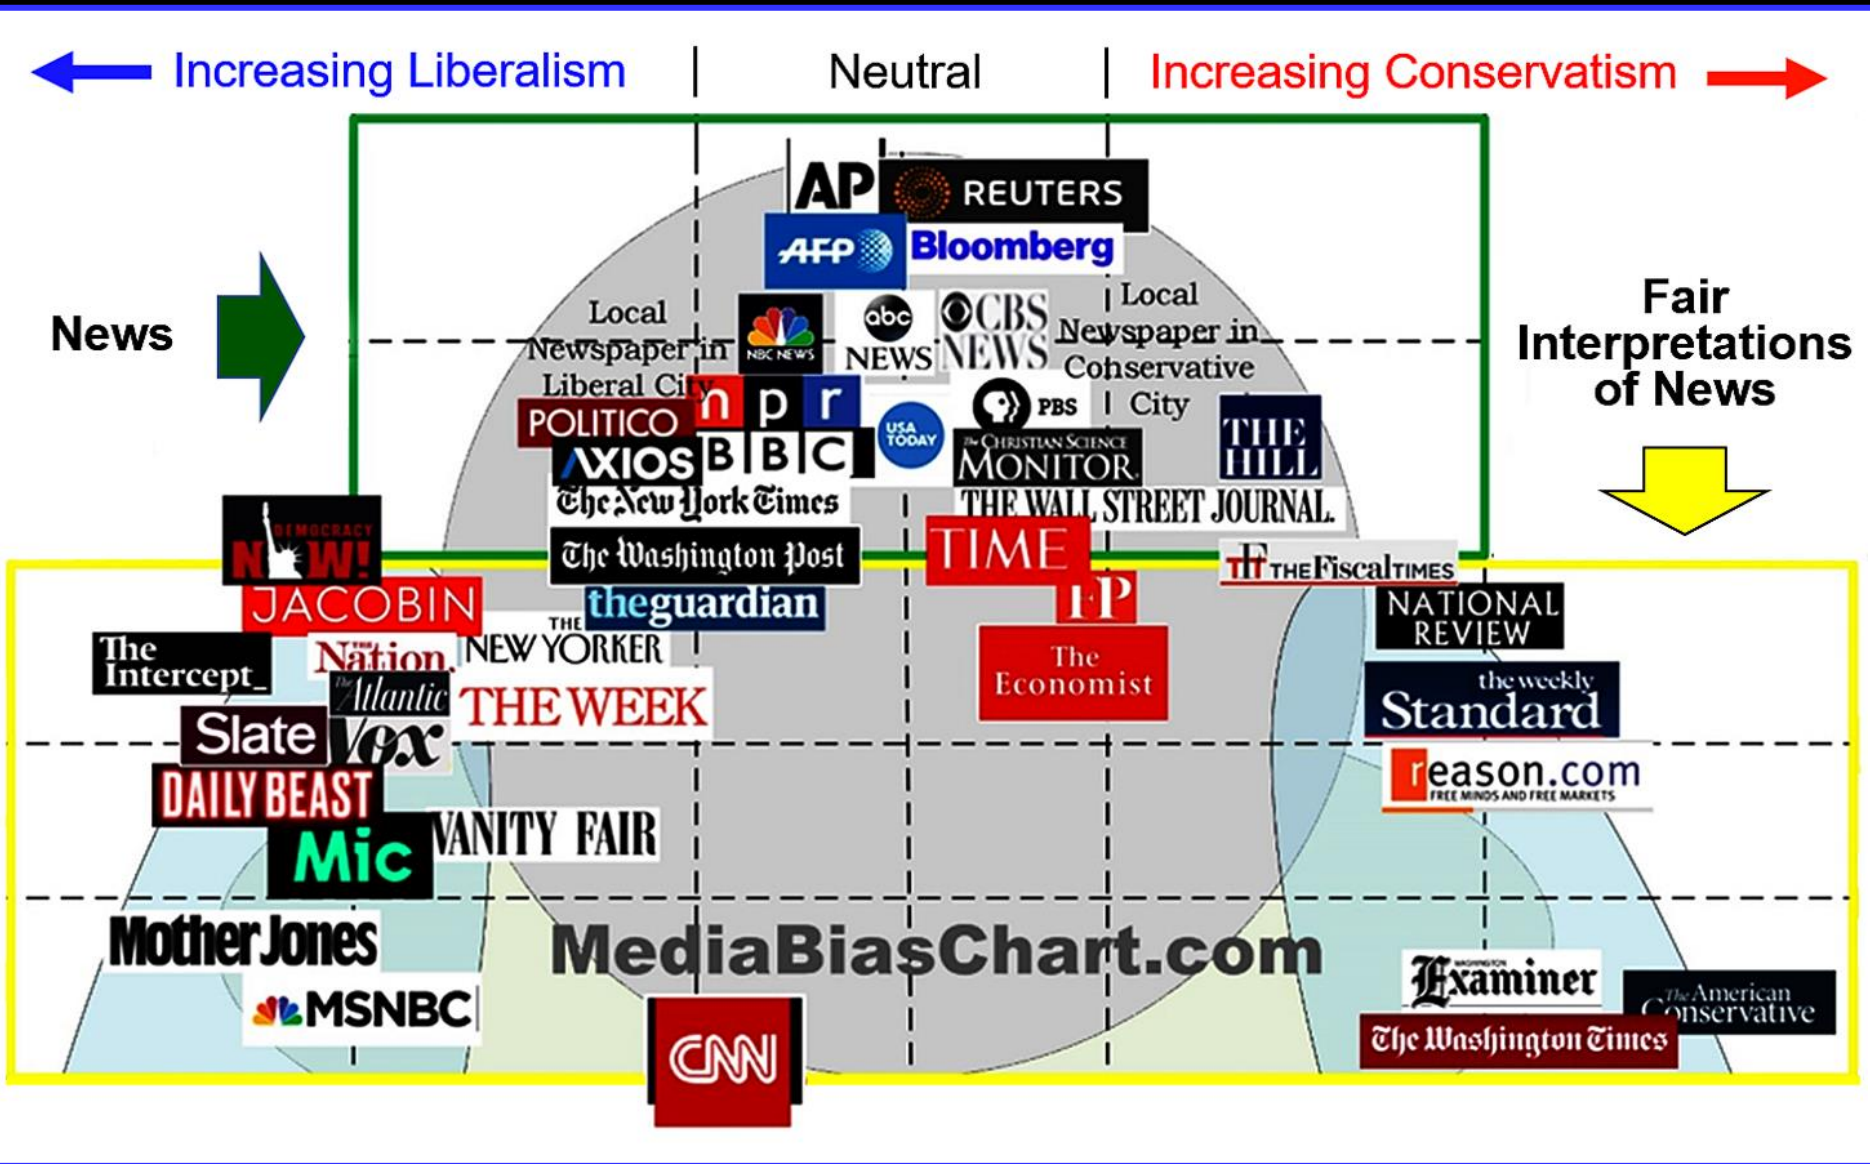 Increasing Liberalism
Neutral
Increasing Conservatism
AP
REUTERS
AFP
Bloomberg
News
Fair
Interpretations
of News
Local
Newspaper in
Liberal City
NBC NEWS
abc
NEWS
CBS
NEWS
Local
Newspaper in
Conservative
City
npr
PBS
POLITICO
USA
TODAY
THE
HILL
AXIOS
BBC
The CHRISTIAN SCIENCE
MONITOR
The New York Times
THE WALL STREET JOURNAL.
DEMOCRACY
NOW!
The Washington Post
TIME
TFT THE FISCAL TIMES
JACOBIN
theguardian
FP
NATIONAL
REVIEW
The
Intercept_
The
Nation.
THE
NEW YORKER
The
Economist
The
Atlantic
THE WEEK
the weekly
Standard
Slate
Vox
reason.com
FREE MINDS AND FREE MARKETS
DAILY BEAST
Mic
VANITY FAIR
Mother Jones
MediaBiasChart.com
WASHINGTON
Examiner
MSNBC
The American
Conservative
CNN
The Washington Times